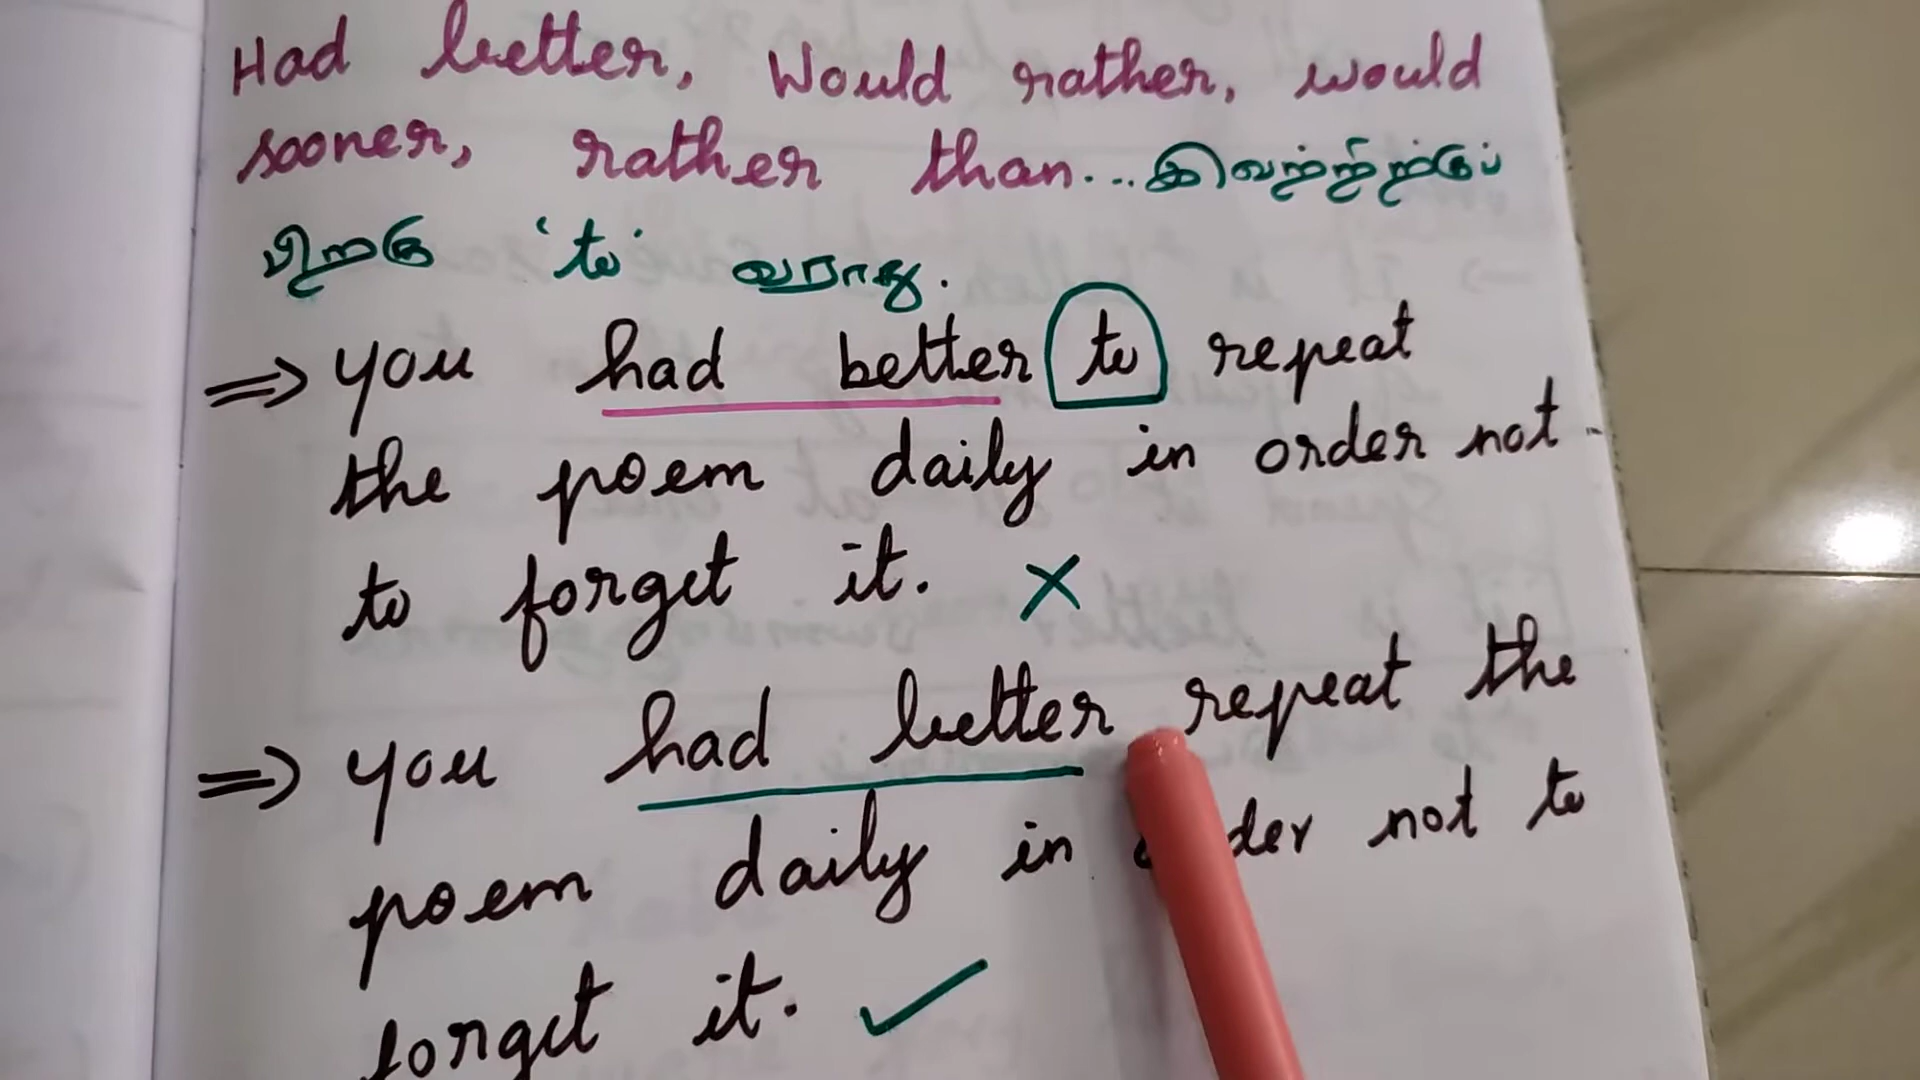 Had better, Would rather, would
sooner, rather than... இவற்றிற்குப்
பிறகு 'to' வராது.
⇒ you had better to repeat
the poem daily in order not
to forget it. ×
⇒ you had better repeat the
poem daily in der not to
forget it. ✓